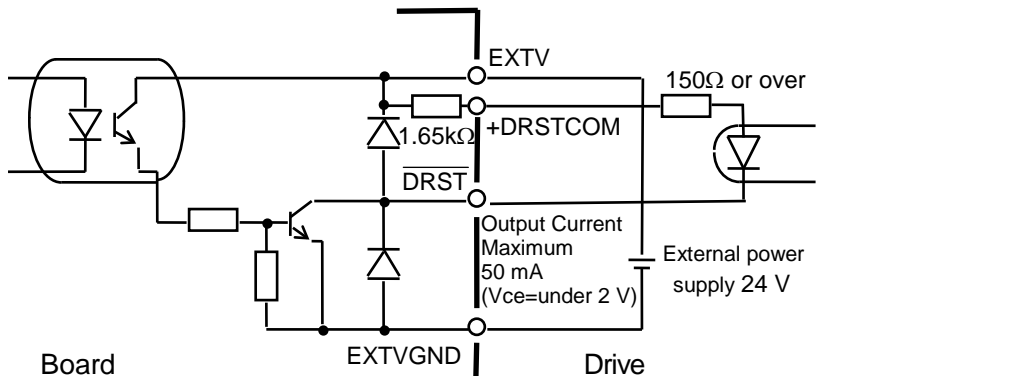 EXTV
150Ω or over
1.65kΩ
+DRSTCOM
DRST
Output Current
Maximum
50 mA
(Vce=under 2 V)
External power
supply 24 V
EXTVGND
Board
Drive